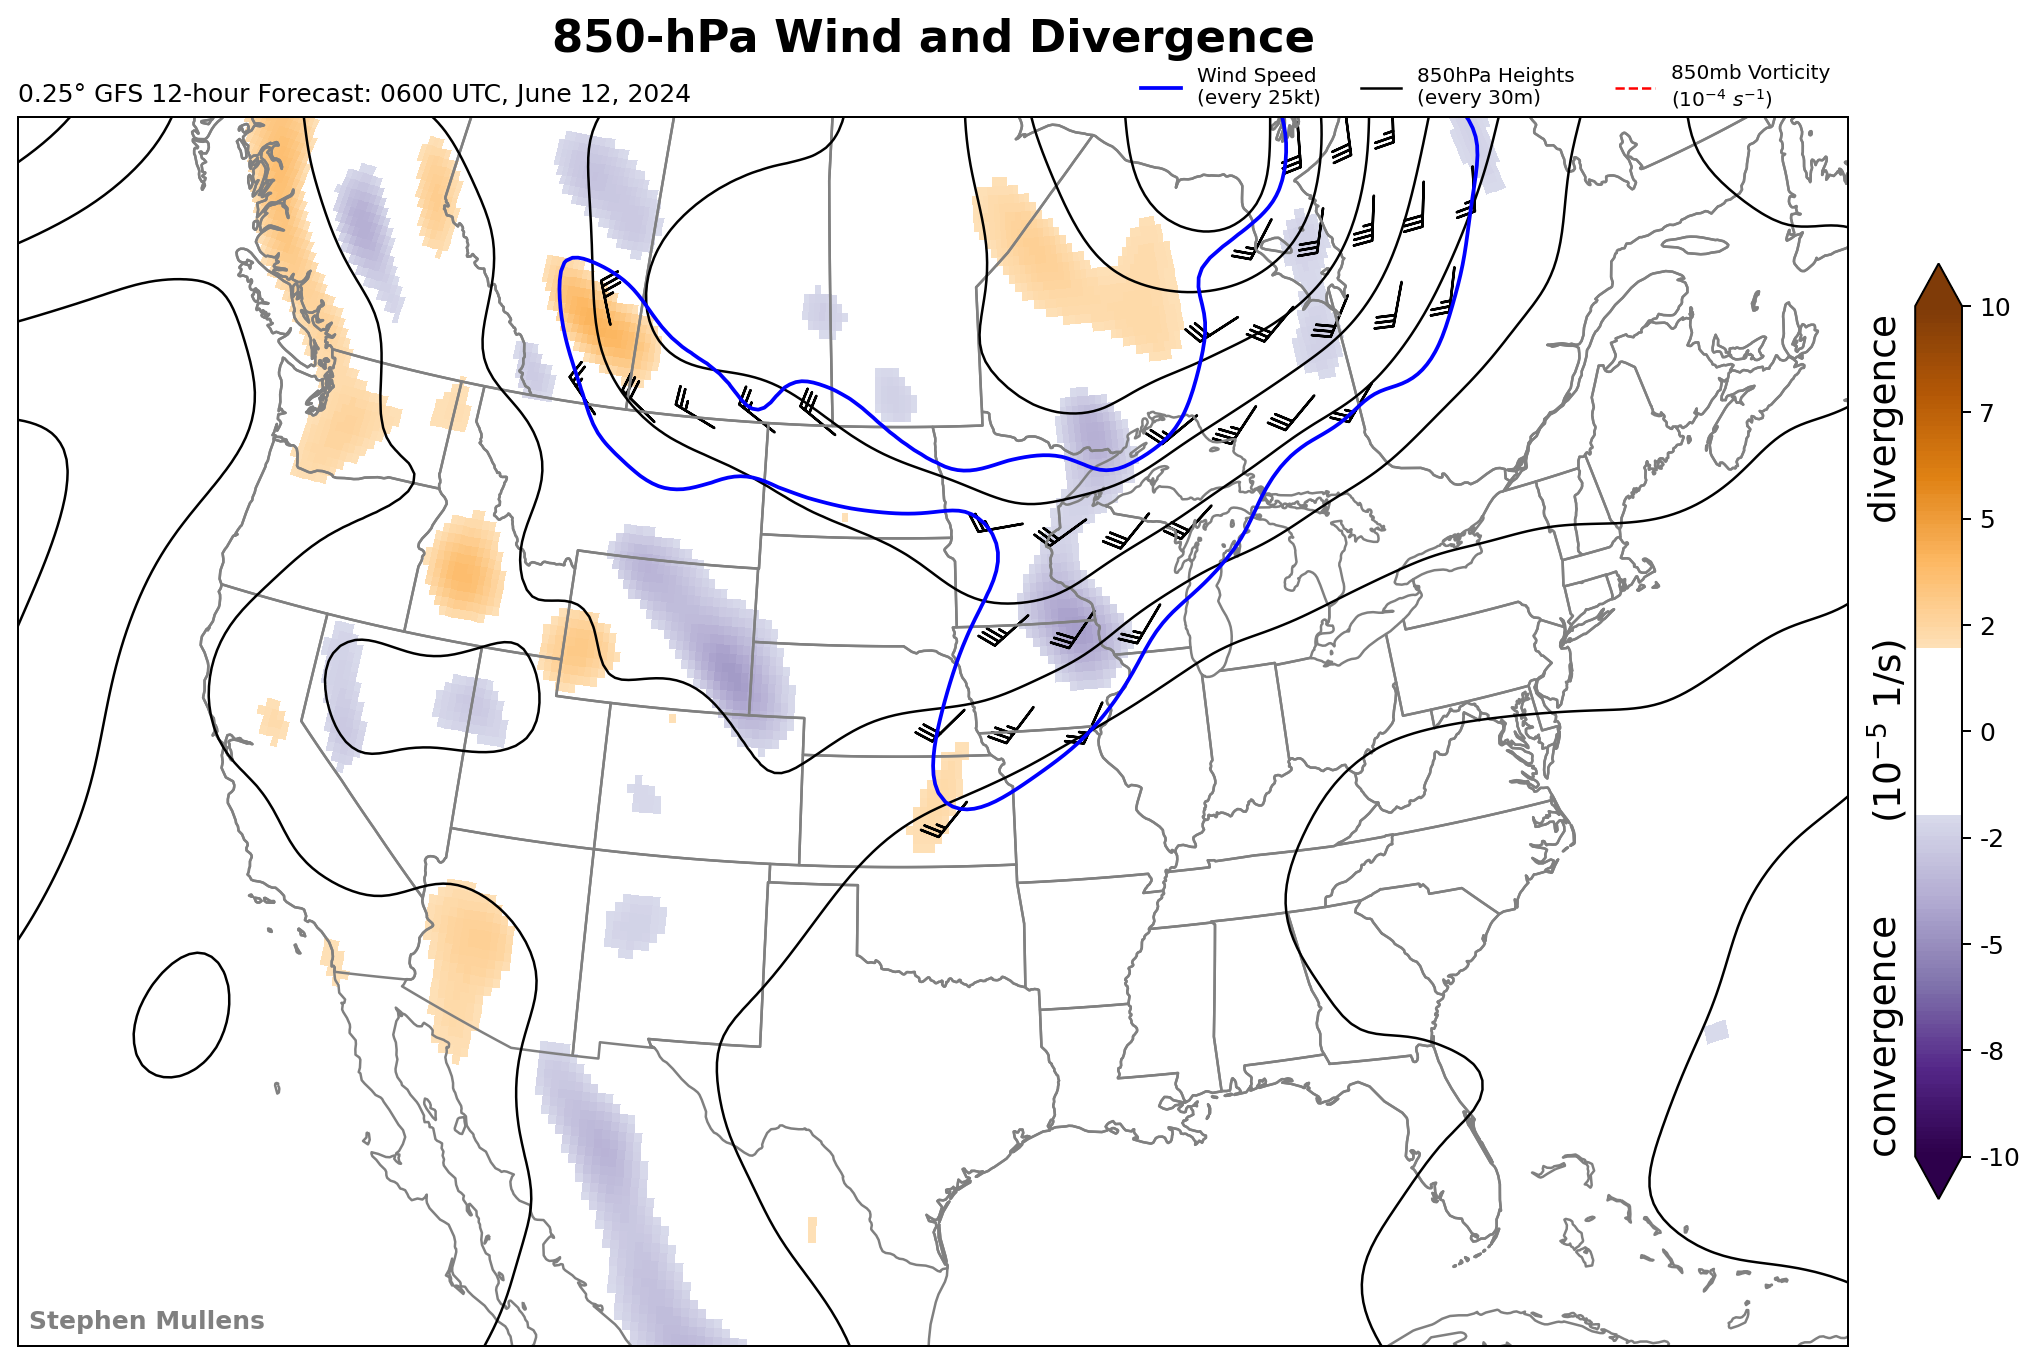 850-hPa Wind and Divergence
0.25° GFS 12-hour Forecast: 0600 UTC, June 12, 2024
Wind Speed
(every 25kt)
850hPa Heights
(every 30m)
850mb Vorticity
(10⁻⁴ s⁻¹)
10
7
5
2
0
-2
-5
-8
-10
convergence (10⁻⁵ 1/s) divergence
Stephen Mullens